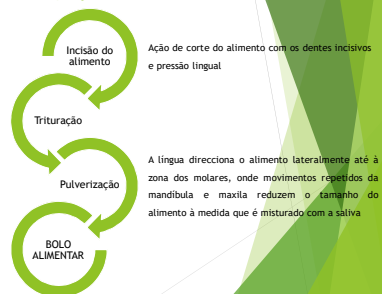 Incisão do
alimento
Ação de corte do alimento com os dentes incisivos
e pressão lingual
Trituração
Pulverização
A língua direcciona o alimento lateralmente até à
zona dos molares, onde movimentos repetidos da
mandíbula e maxila reduzem o tamanho do
alimento à medida que é misturado com a saliva
BOLO
ALIMENTAR